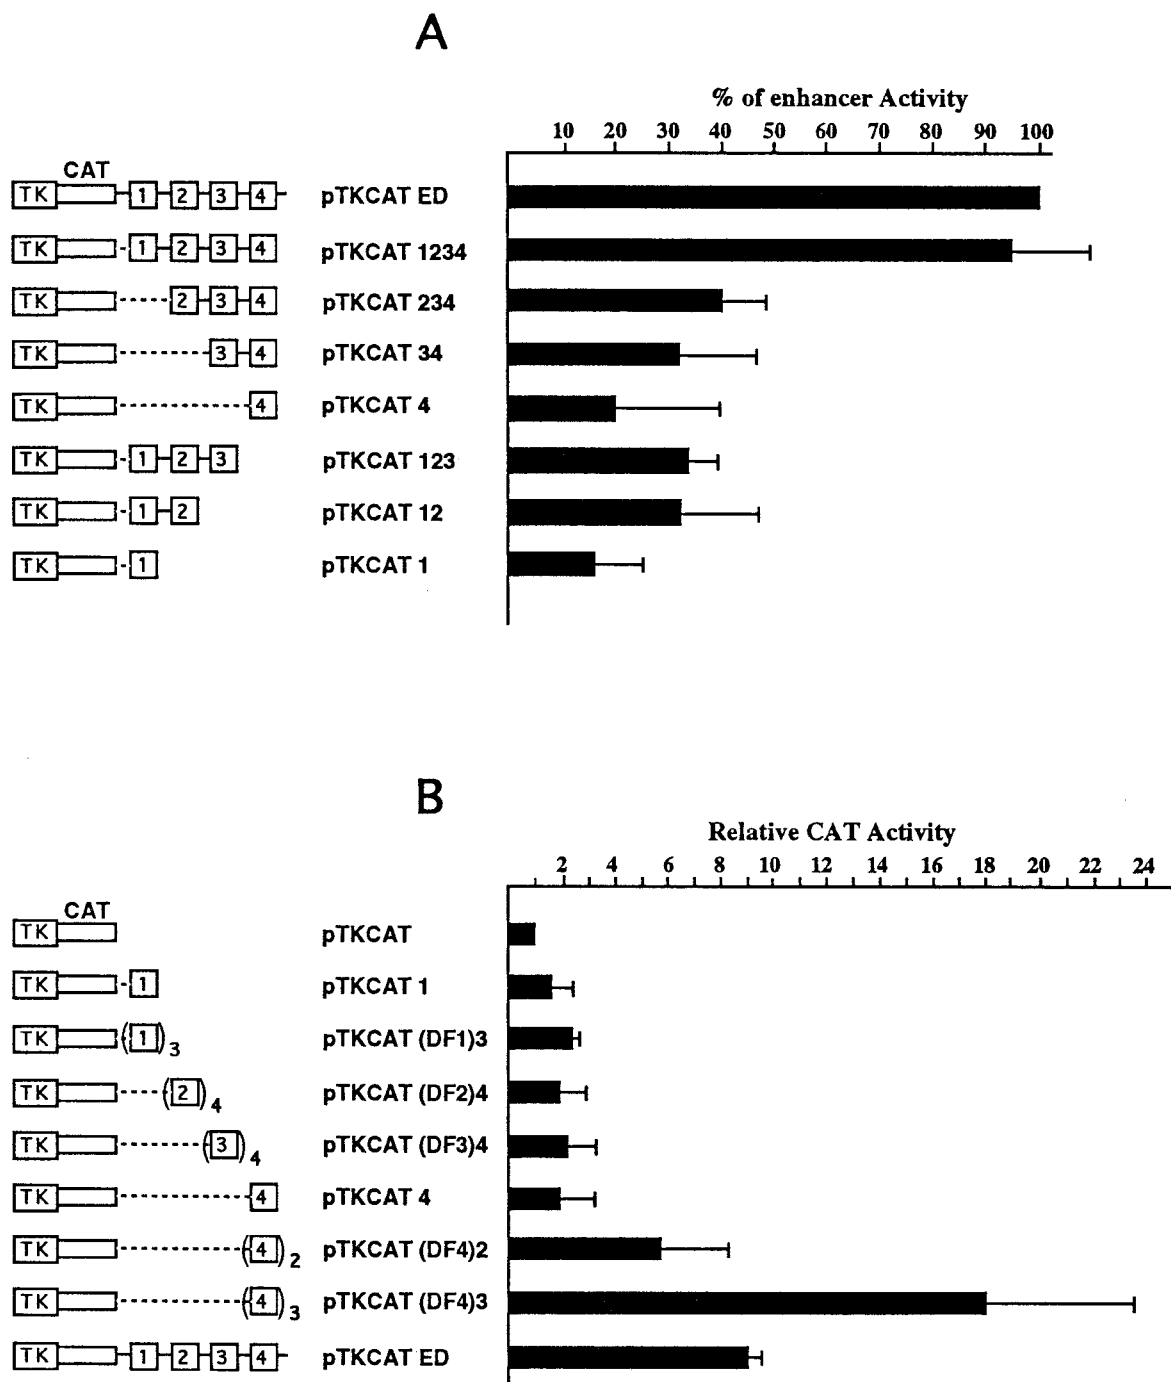 A
% of enhancer Activity
10 20 30 40 50 60 70 80 90 100
CAT
TK 1 2 3 4 pTKCAT ED
TK 1 2 3 4 pTKCAT 1234
TK 2 3 4 pTKCAT 234
TK 3 4 pTKCAT 34
TK 4 pTKCAT 4
TK 1 2 3 pTKCAT 123
TK 1 2 pTKCAT 12
TK 1 pTKCAT 1
B
Relative CAT Activity
2 4 6 8 10 12 14 16 18 20 22 24
CAT
TK pTKCAT
TK 1 pTKCAT 1
TK (1)3 pTKCAT (DF1)3
TK (2)4 pTKCAT (DF2)4
TK (3)4 pTKCAT (DF3)4
TK 4 pTKCAT 4
TK (4)2 pTKCAT (DF4)2
TK (4)3 pTKCAT (DF4)3
TK 1 2 3 4 pTKCAT ED